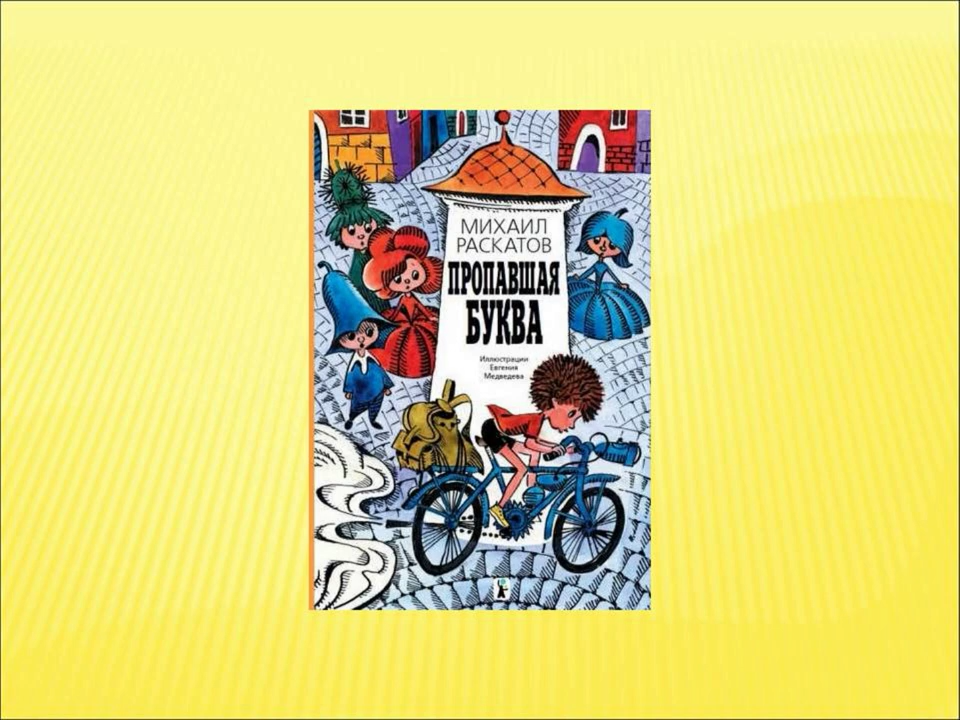 МИХАИЛ
РАСКАТОВ
ПРОПАВШАЯ
БУКВА
Иллюстрации
Евгения
Медведева